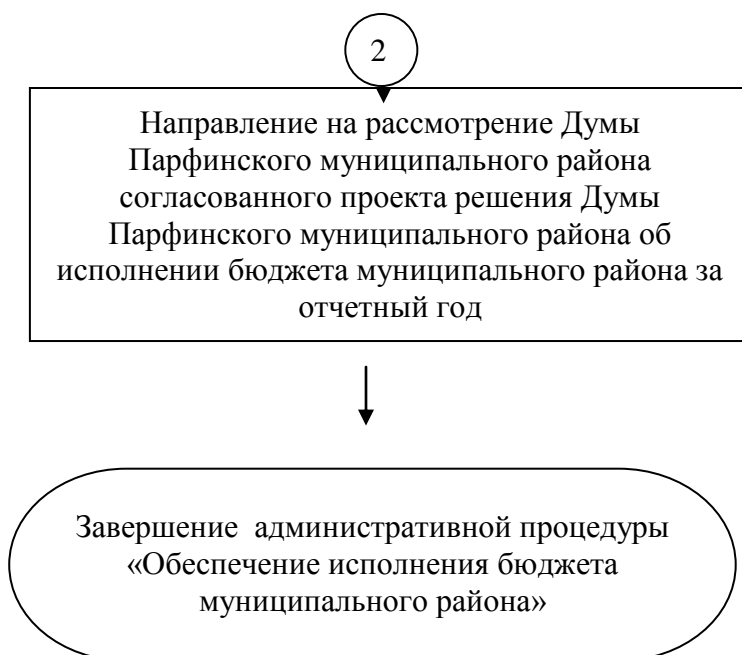 2
Направление на рассмотрение Думы
Парфинского муниципального района
согласованного проекта решения Думы
Парфинского муниципального района об
исполнении бюджета муниципального района за
отчетный год
Завершение административной процедуры
«Обеспечение исполнения бюджета
муниципального района»